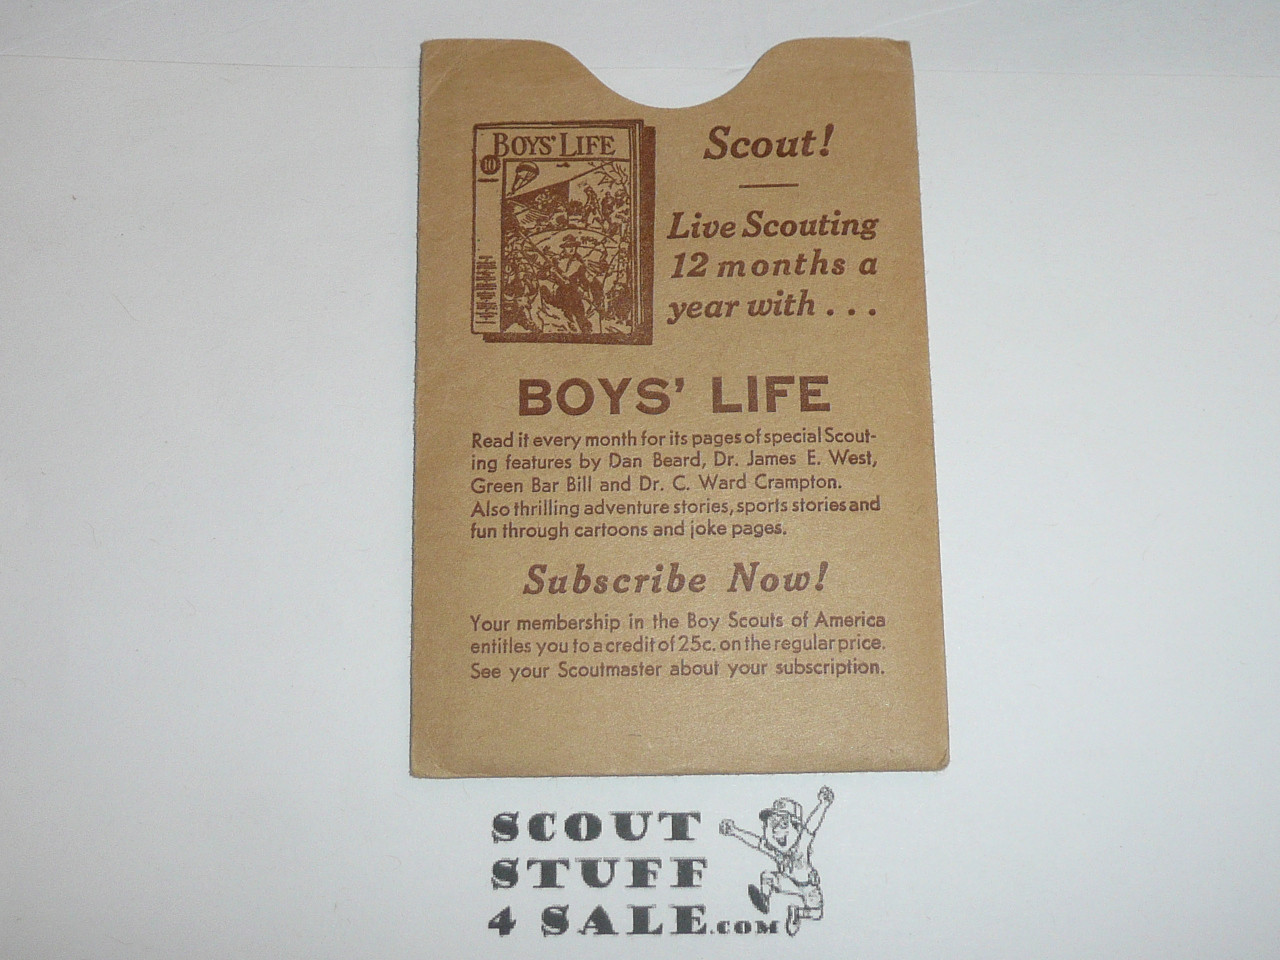 BOYS' LIFE
10
Scout!
Live Scouting
12 months a
year with . . .
BOYS' LIFE
Read it every month for its pages of special Scout-
ing features by Dan Beard, Dr. James E. West,
Green Bar Bill and Dr. C. Ward Crampton.
Also thrilling adventure stories, sports stories and
fun through cartoons and joke pages.
Subscribe Now!
Your membership in the Boy Scouts of America
entitles you to a credit of 25c. on the regular price.
See your Scoutmaster about your subscription.
SCOUT
STUFF
4 SALE.COM